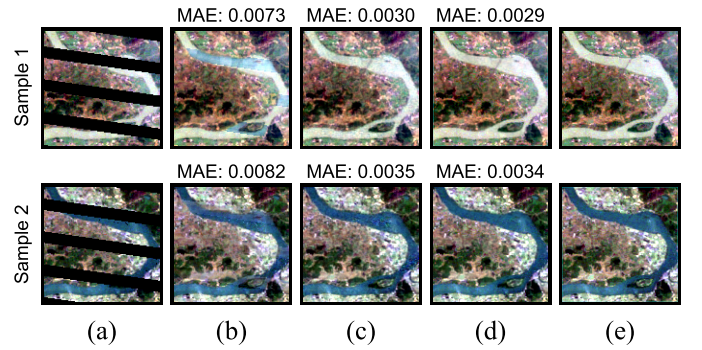 MAE: 0.0073 MAE: 0.0030 MAE: 0.0029
Sample 1
MAE: 0.0082 MAE: 0.0035 MAE: 0.0034
Sample 2
(a) (b) (c) (d) (e)